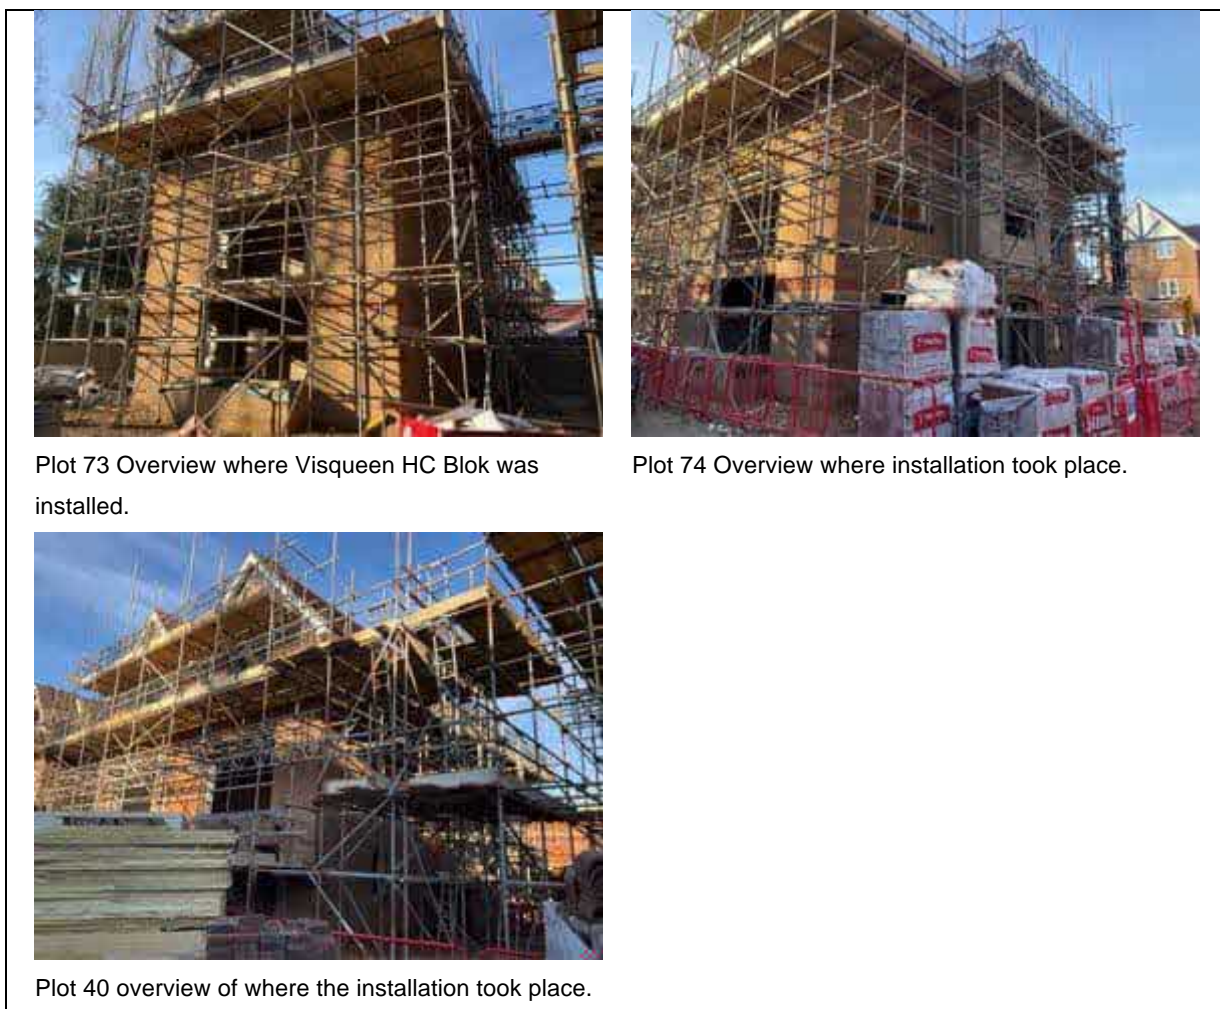 Plot 73 Overview where Visqueen HC Blok was
installed.
Plot 74 Overview where installation took place.
Plot 40 overview of where the installation took place.